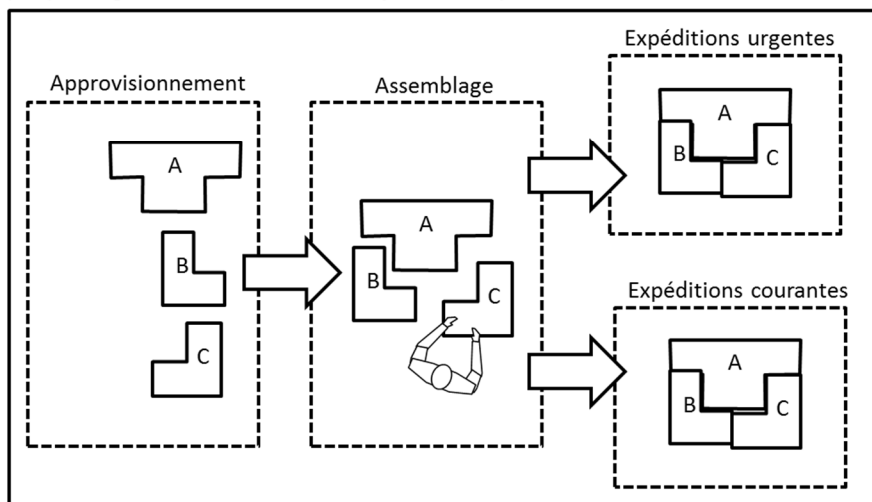 Approvisionnement
A
B
C
Assemblage
A
B
C
Expéditions urgentes
A
B
C
Expéditions courantes
A
B
C